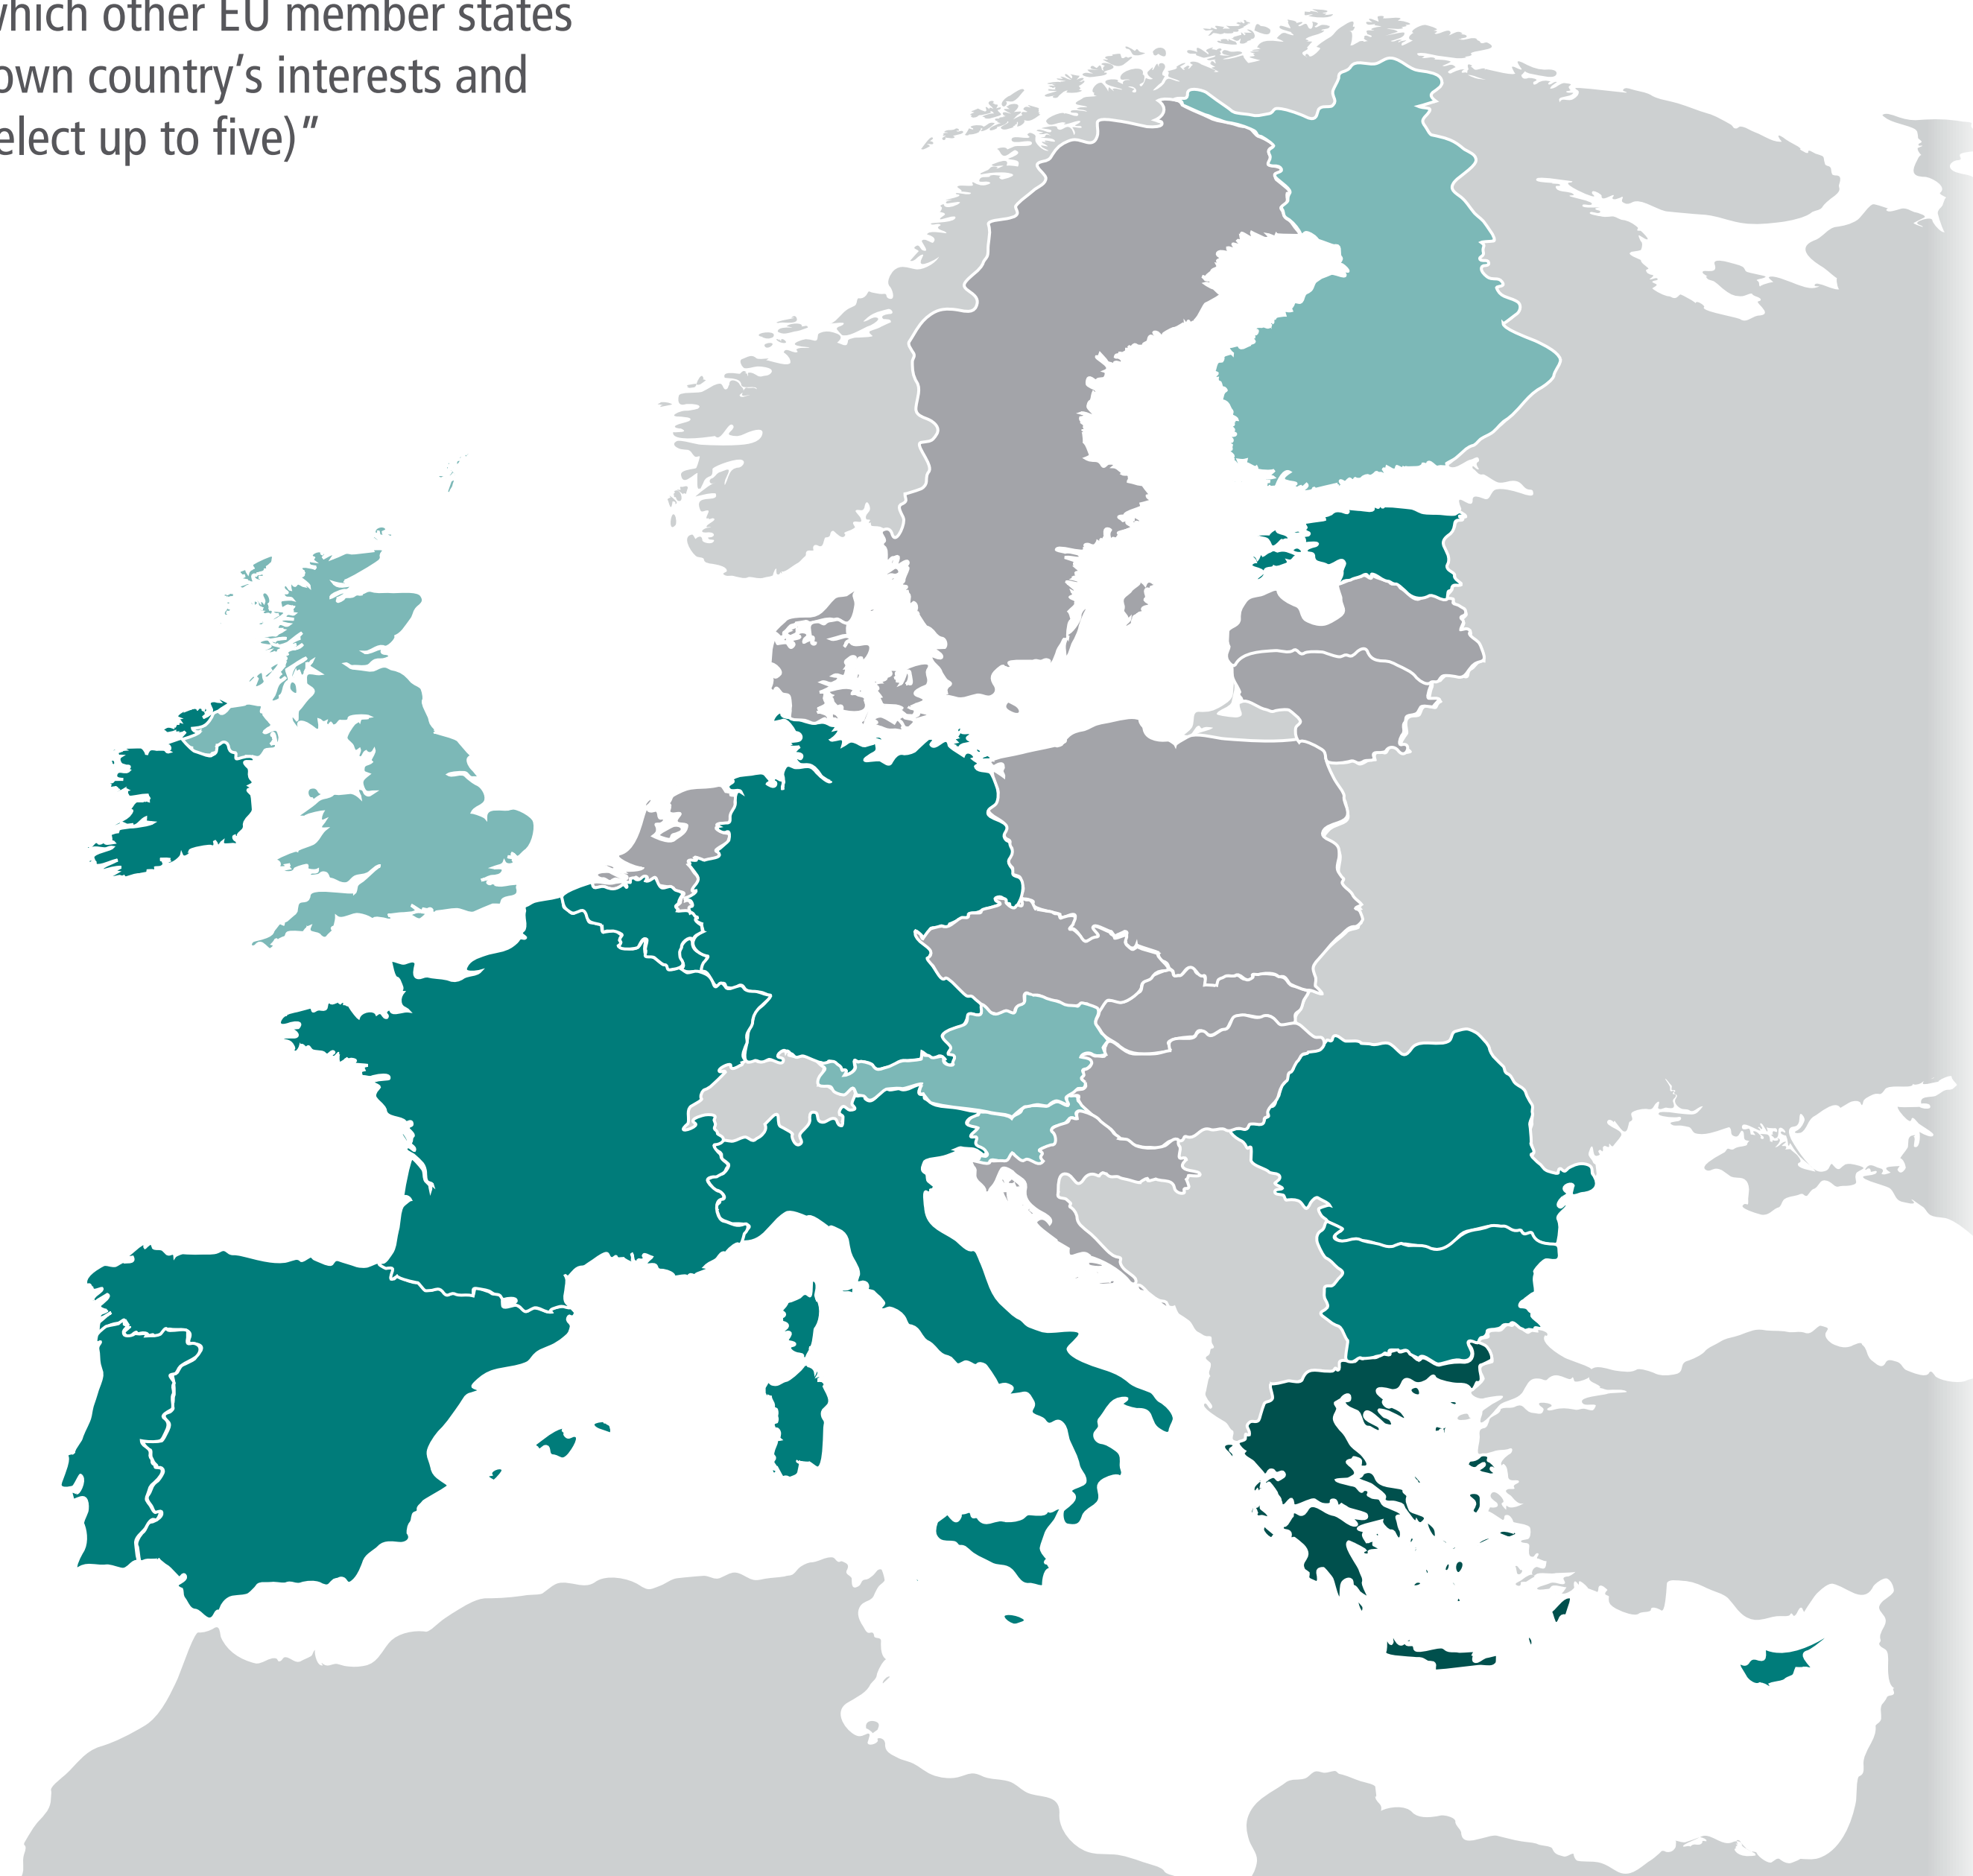 which other EU member states
own country's interests and
elect up to five)‴